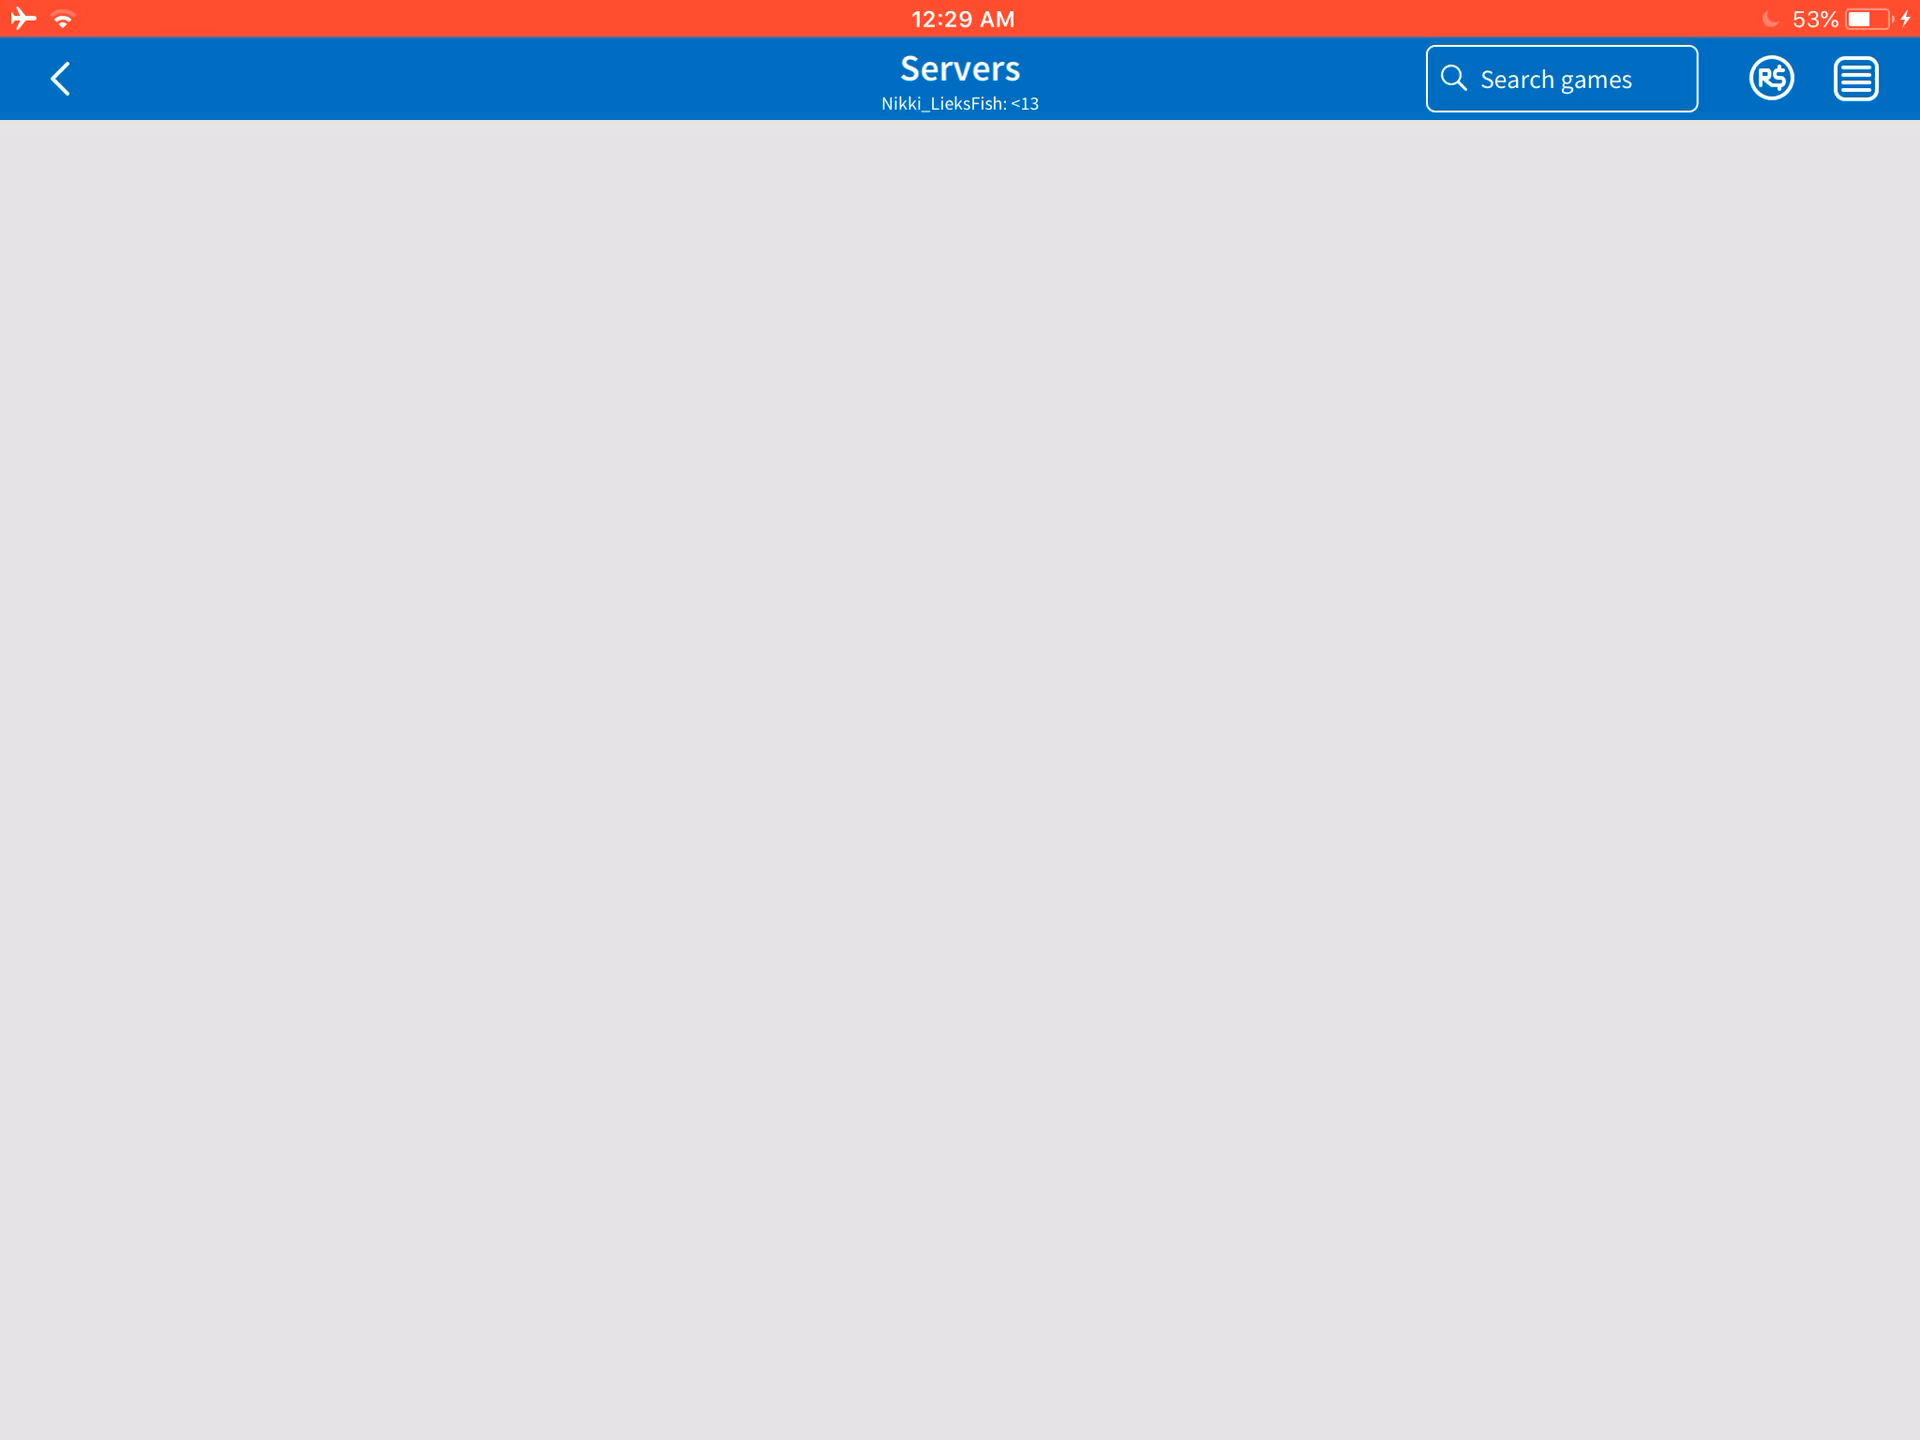 12:29 AM
53%
Servers
Nikki_LieksFish: <13
Search games
R$